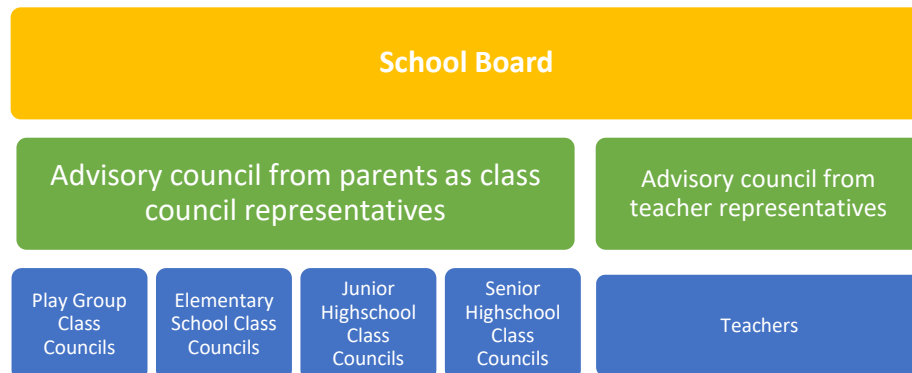 School Board
Advisory council from parents as class
council representatives
Advisory council from
teacher representatives
Play Group
Class
Councils
Elementary
School Class
Councils
Junior
Highschool
Class
Councils
Senior
Highschool
Class
Councils
Teachers